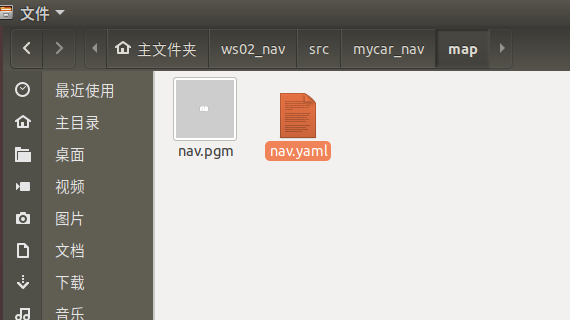 文件
主文件夹
ws02_nav
src
mycar_nav
map
最近使用
主目录
桌面
视频
图片
文档
下载
音乐
nav.pgm
nav.yaml